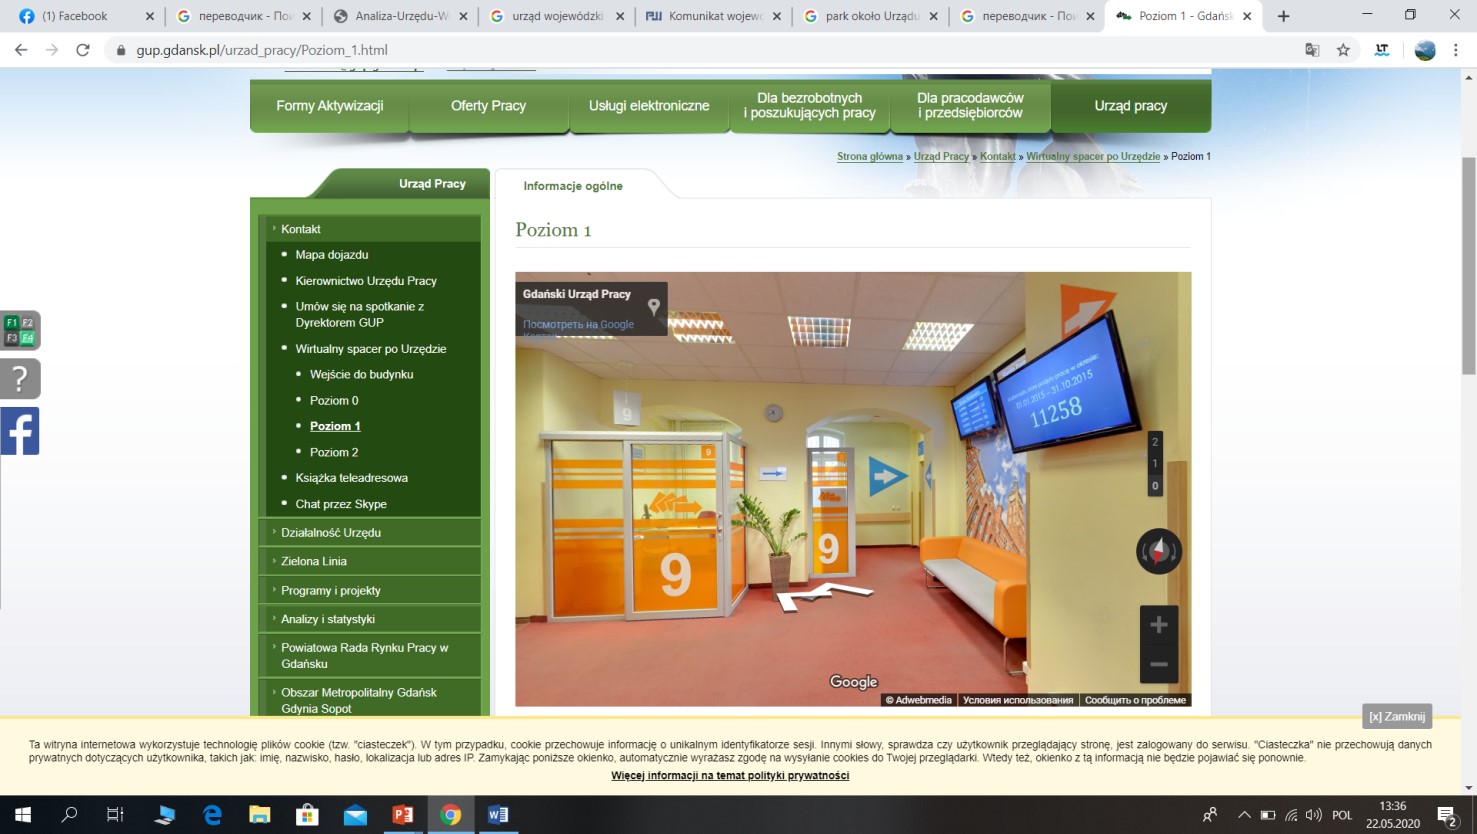 (1) Facebook
переводчик - Пои
Analiza-Urzędu-W
urząd wojewódzki
Komunikat wojewo
park około Urzędu
переводчик - Пои
Poziom 1 - Gdańsk
gup.gdansk.pl/urzad_pracy/Poziom_1.html
Formy Aktywizacji
Oferty Pracy
Usługi elektroniczne
Dla bezrobotnych
i poszukujących pracy
Dla pracodawców
i przedsiębiorców
Urząd pracy
Strona główna » Urząd Pracy » Kontakt » Wirtualny spacer po Urzędzie » Poziom 1
Urząd Pracy
Kontakt
Mapa dojazdu
Kierownictwo Urzędu Pracy
Umów się na spotkanie z
Dyrektorem GUP
Wirtualny spacer po Urzędzie
Wejście do budynku
Poziom 0
Poziom 1
Poziom 2
Książka teleadresowa
Chat przez Skype
Działalność Urzędu
Zielona Linia
Programy i projekty
Analizy i statystyki
Powiatowa Rada Rynku Pracy w
Gdańsku
Obszar Metropolitalny Gdańsk
Gdynia Sopot
F1 F2
F3 F4
?
Informacje ogólne
Poziom 1
Gdański Urząd Pracy
Посмотреть на Google
01.01.2015 – 31.10.2015
11258
9
9
9
9
2
1
0
Google
© Adwebmedia
Условия использования
Сообщить о проблеме
[x] Zamknij
Ta witryna internetowa wykorzystuje technologię plików cookie (tzw. "ciasteczek"). W tym przypadku, cookie przechowuje informację o unikalnym identyfikatorze sesji. Innymi słowy, sprawdza czy użytkownik przeglądający stronę, jest zalogowany do serwisu. "Ciasteczka" nie przechowują danych
prywatnych dotyczących użytkownika, takich jak: imię, nazwisko, hasło, lokalizacja lub adres IP. Zamykając poniższe okienko, automatycznie wyrażasz zgodę na wysyłanie cookies do Twojej przeglądarki. Wtedy też, okienko z tą informacją nie będzie pojawiać się ponownie.
Więcej informacji na temat polityki prywatności
POL
13:36
22.05.2020
2